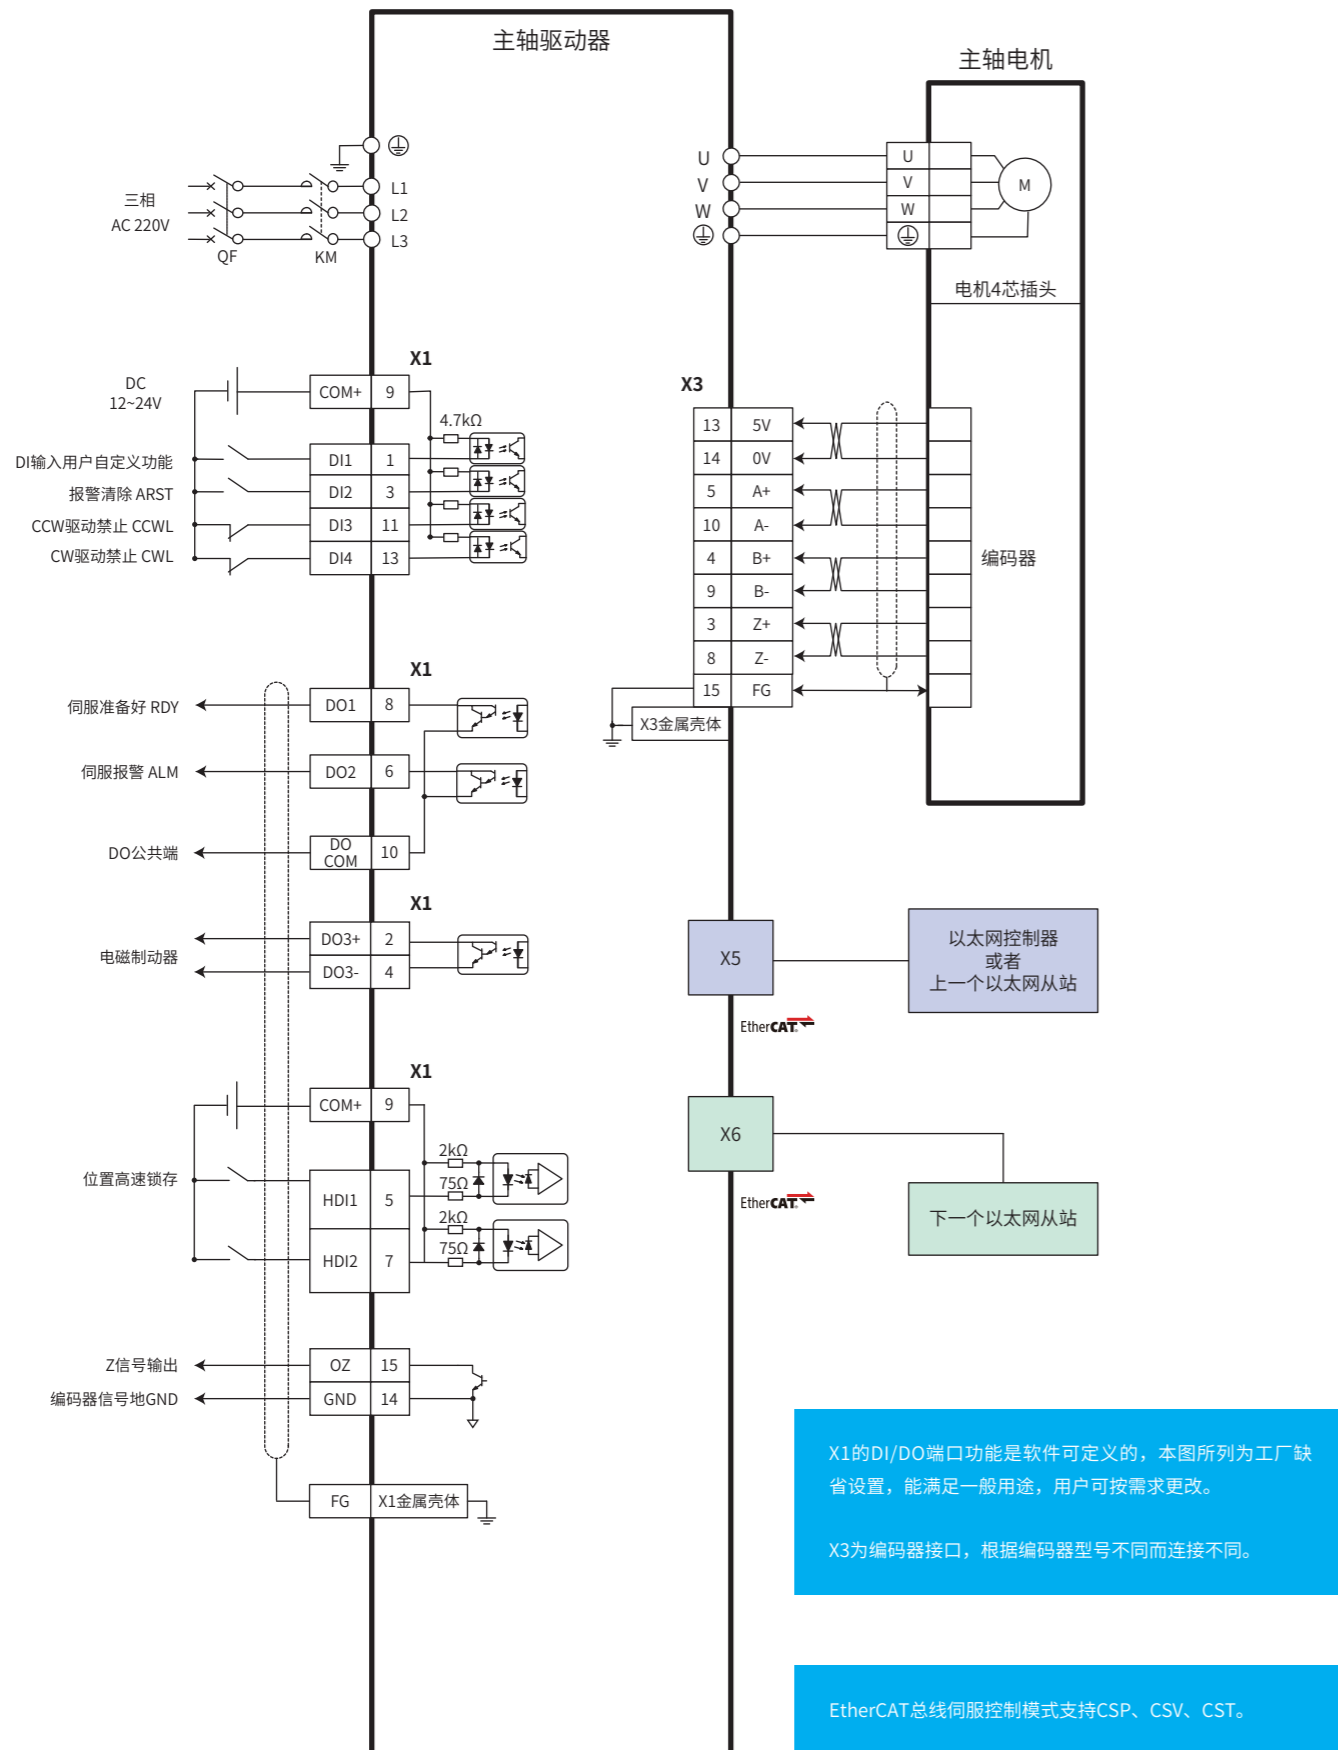 主轴驱动器
主轴电机
三相
AC 220V
QF
KM
L1
L2
L3
U
V
W
U
V
W
M
电机4芯插头
X1
DC
12~24V
COM+ 9
4.7kΩ
DI输入用户自定义功能 DI1 1
报警清除 ARST DI2 3
CCW驱动禁止 CCWL DI3 11
CW驱动禁止 CWL DI4 13
X3
13 5V
14 0V
5 A+
10 A-
4 B+
9 B-
3 Z+
8 Z-
15 FG
X3金属壳体
编码器
X1
伺服准备好 RDY DO1 8
伺服报警 ALM DO2 6
DO公共端 DO
COM 10
X1
电磁制动器
DO3+ 2
DO3- 4
X1
COM+ 9
位置高速锁存
2kΩ
75Ω
HDI1 5
2kΩ
75Ω
HDI2 7
Z信号输出 OZ 15
编码器信号地GND GND 14
FG X1金属壳体
X5
以太网控制器
或者
上一个以太网从站
EtherCAT
X6
下一个以太网从站
EtherCAT
X1的DI/DO端口功能是软件可定义的，本图所列为工厂缺
省设置，能满足一般用途，用户可按需求更改。
X3为编码器接口，根据编码器型号不同而连接不同。
EtherCAT总线伺服控制模式支持CSP、CSV、CST。